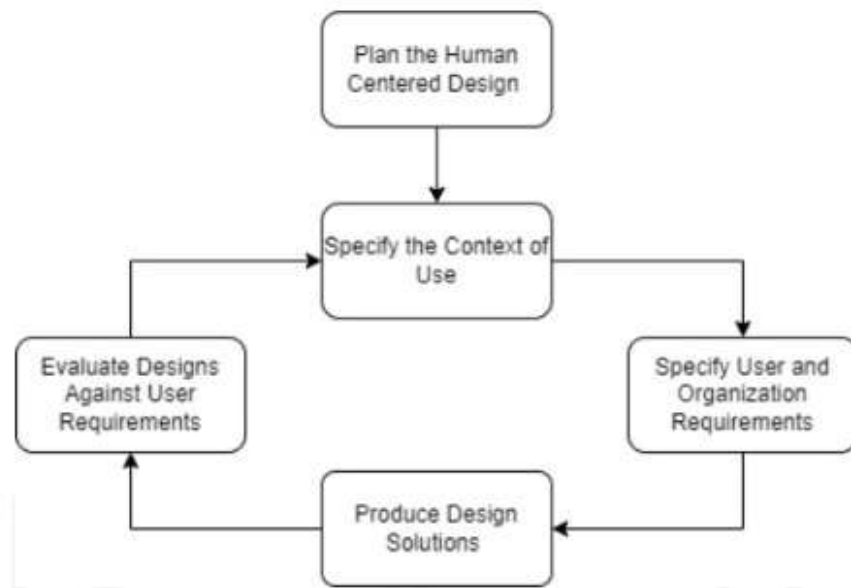 Plan the Human
Centered Design
Specify the Context of
Use
Evaluate Designs
Against User
Requirements
Specify User and
Organization
Requirements
Produce Design
Solutions